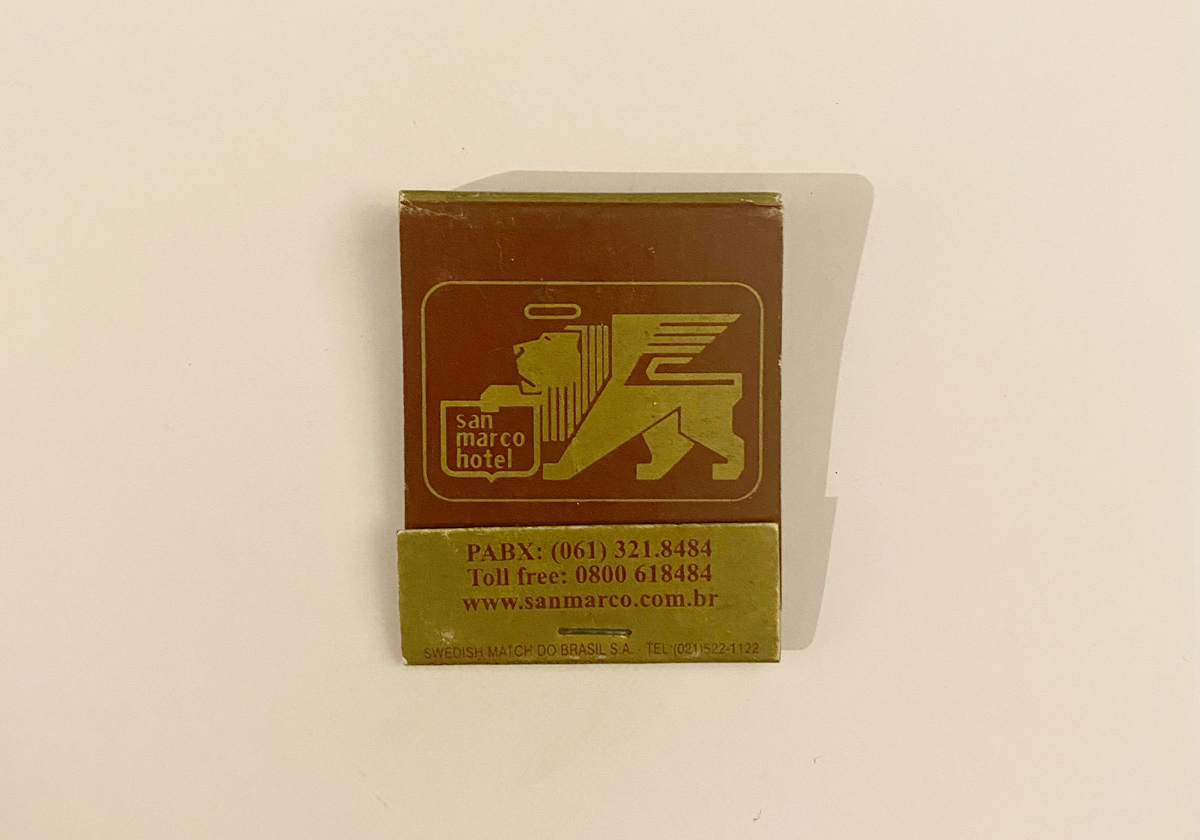 san
marco
hotel
PABX: (061) 321.8484
Toll free: 0800 618484
www.sanmarco.com.br
SWEDISH MATCH DO BRASIL S.A. - TEL:(021)522-1122